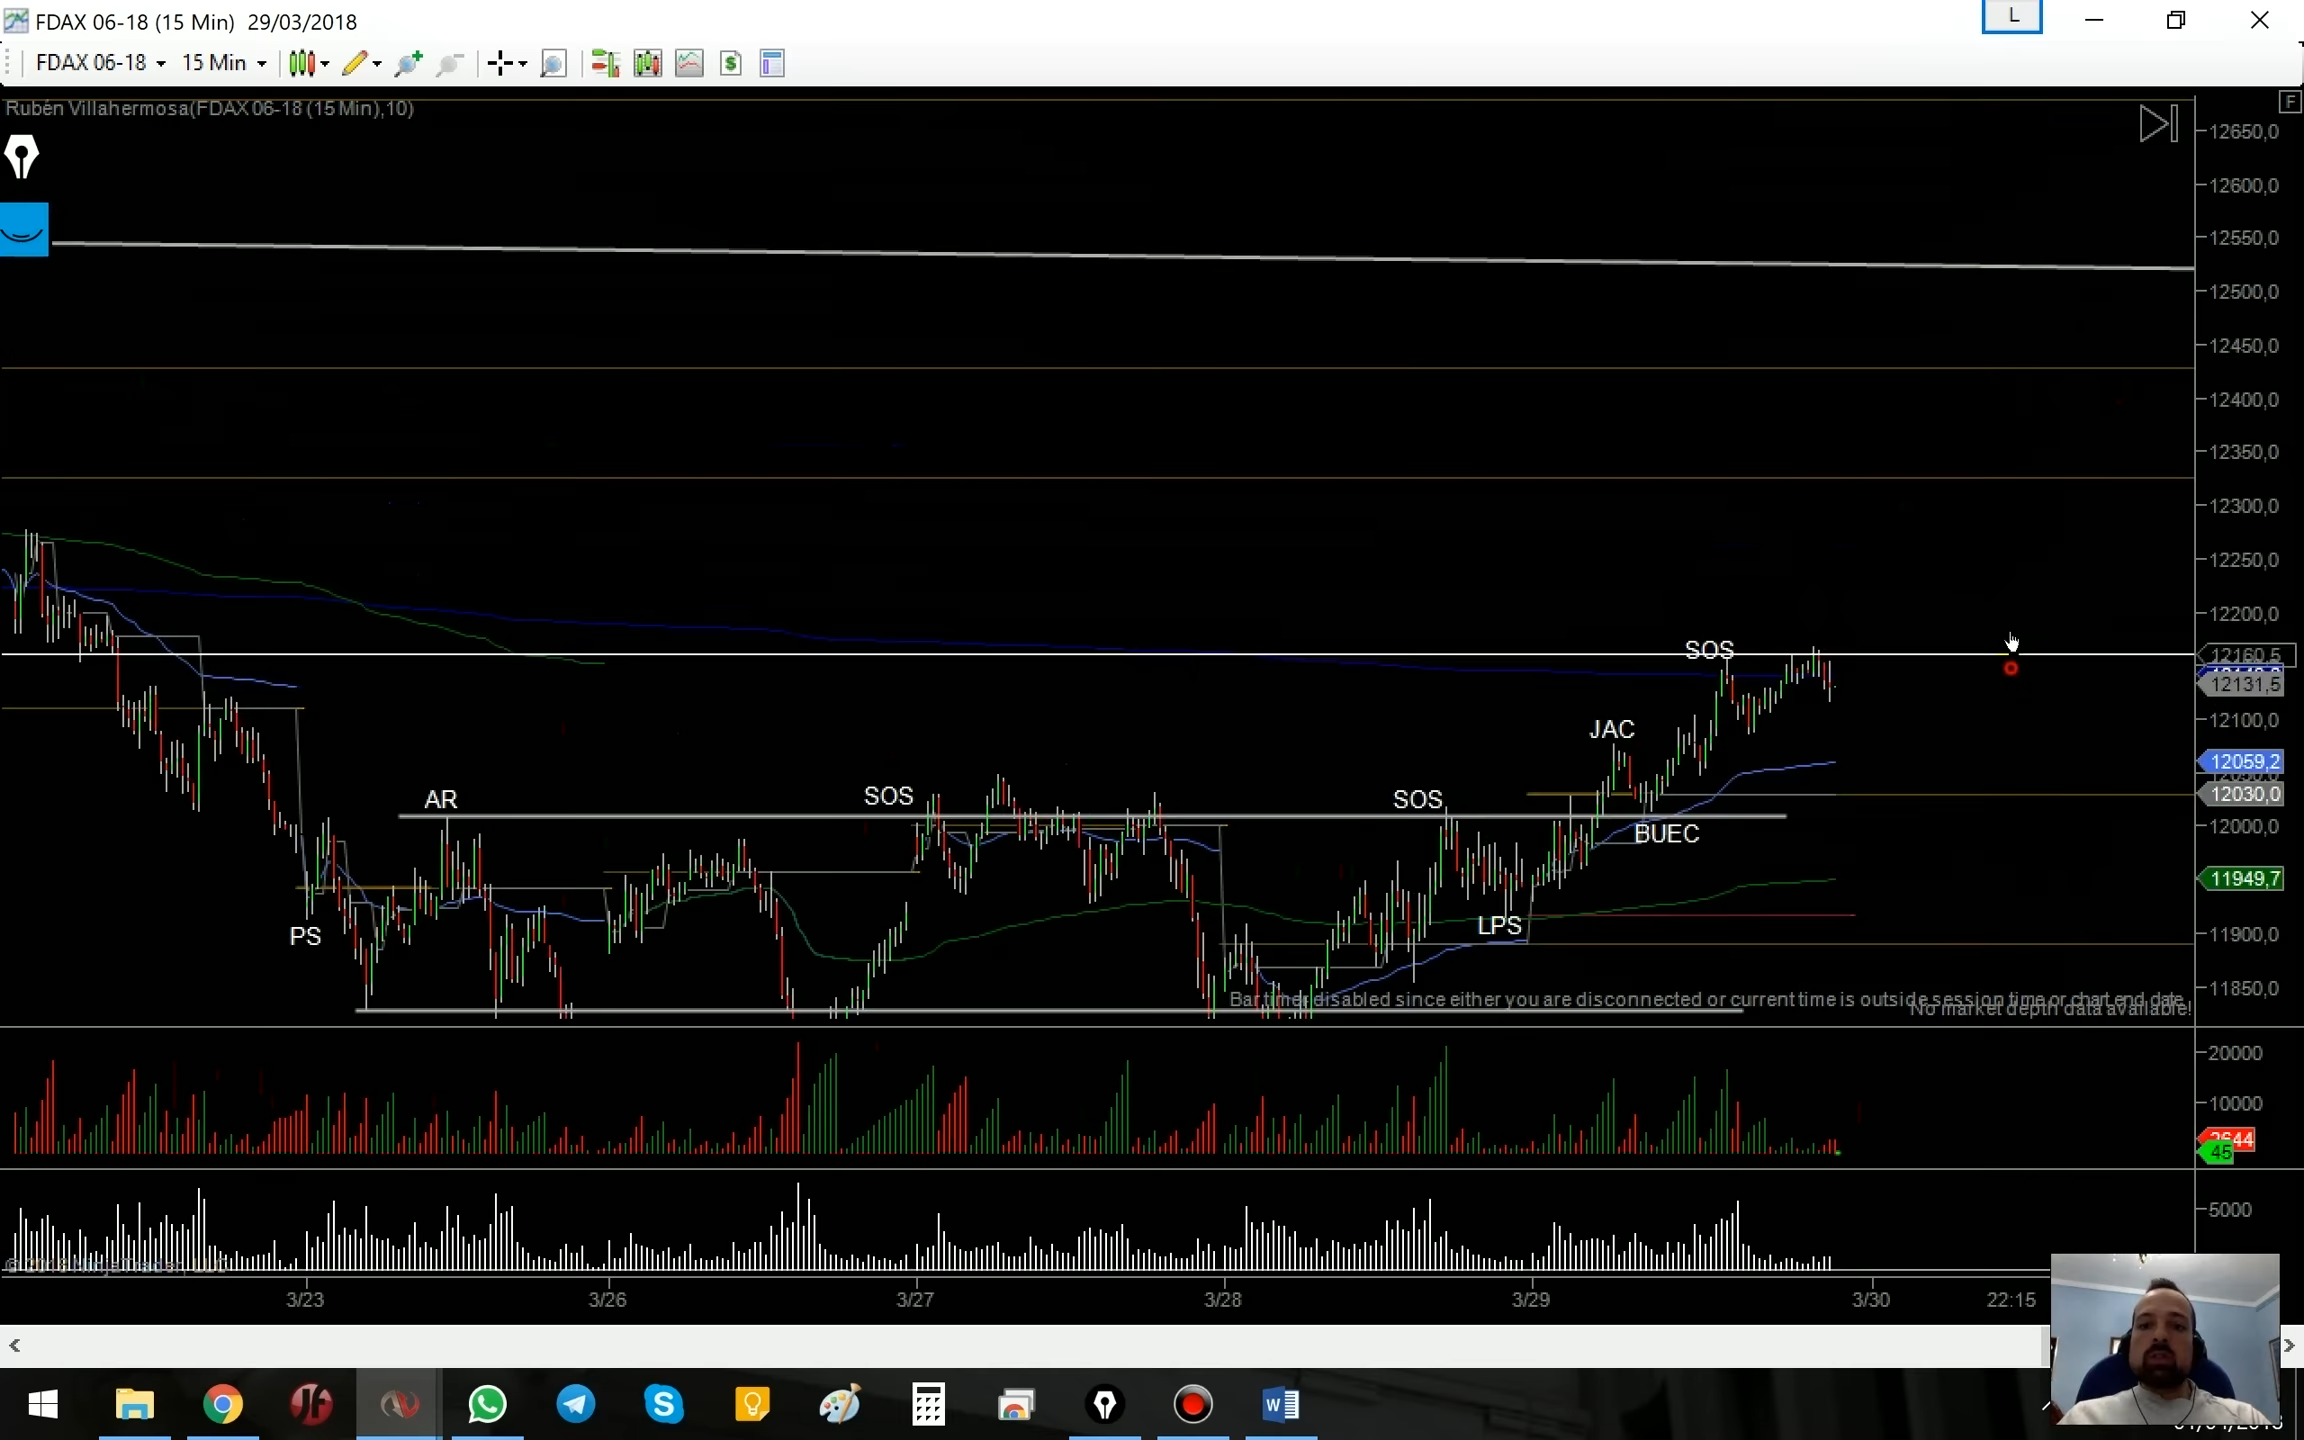 FDAX 06-18 (15 Min)  29/03/2018
L
FDAX 06-18 15 Min
Rubén Villahermosa(FDAX 06-18 (15 Min),10)
F
12650,0
12600,0
12550,0
12500,0
12450,0
12400,0
12350,0
12300,0
12250,0
12200,0
SOS
12160,5
12131,5
12100,0
JAC
12059,2
12030,0
AR
SOS
SOS
BUEC
12000,0
11949,7
PS
LPS
11900,0
11850,0
Bar timer disabled since either you are disconnected or current time is outside session time or chart end date
No market depth data available!
20000
10000
2644
45
5000
© 2018 NinjaTrader, LLC
3/23 3/26 3/27 3/28 3/29 3/30 22:15
W